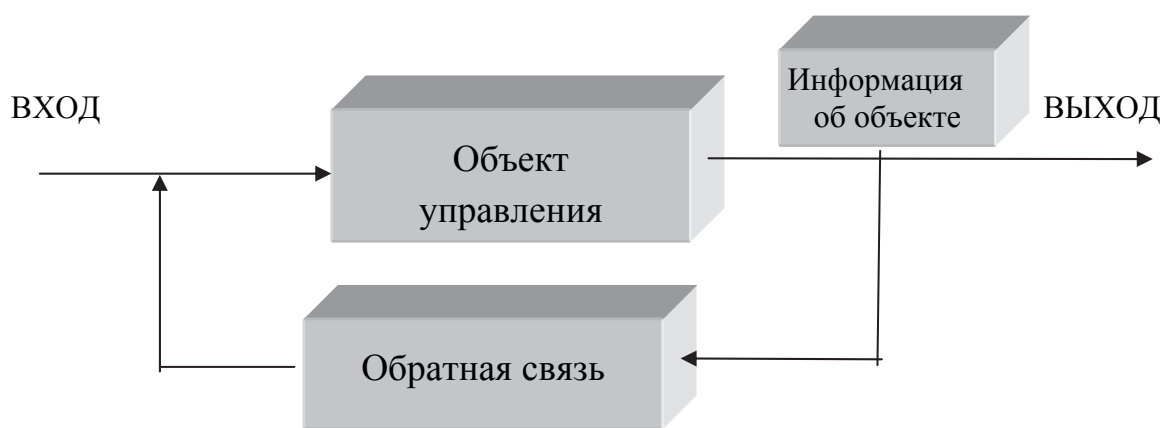 ВХОД
Объект
управления
Информация
об объекте
ВЫХОД
Обратная связь